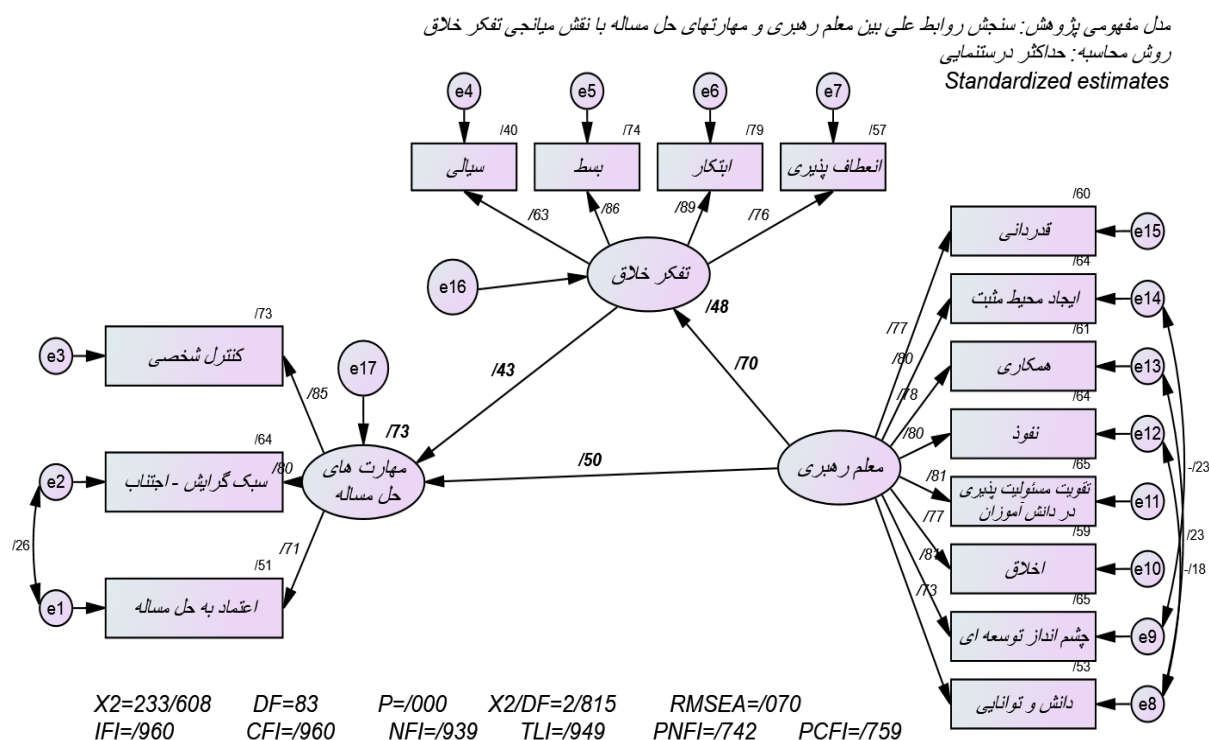 مدل مفهومی پژوهش: سنجش روابط علی بین معلم رهبری و مهارتهای حل مساله با نقش میانجی تفکر خلاق
روش محاسبه: حداکثر درستنمایی
Standardized estimates
e4
e5
e6
e7
/40
/74
/79
/57
سیالی
بسط
ابتکار
انعطاف پذیری
/63
/86
/89
/76
تفکر خلاق
e16
/48
/60
قدردانی
e15
/64
ایجاد محیط مثبت
e14
/61
همکاری
e13
/64
نفوذ
e12
/65
تقویت مسئولیت پذیری
در دانش آموزان
e11
/59
اخلاق
e10
/65
چشم انداز توسعه ای
e9
/53
دانش و توانایی
e8
/77
/80
/78
/80
/81
/77
/81
/73
-/23
/23
-/18
معلم رهبری
/70
/43
/50
/73
کنترل شخصی
e3
e17
/85
/73
مهارت های
حل مساله
/64
سبک گرایش - اجتناب
e2
/80
/26
/71
/51
اعتماد به حل مساله
e1
X2=233/608 DF=83 P=/000 X2/DF=2/815 RMSEA=/070
IFI=/960 CFI=/960 NFI=/939 TLI=/949 PNFI=/742 PCFI=/759